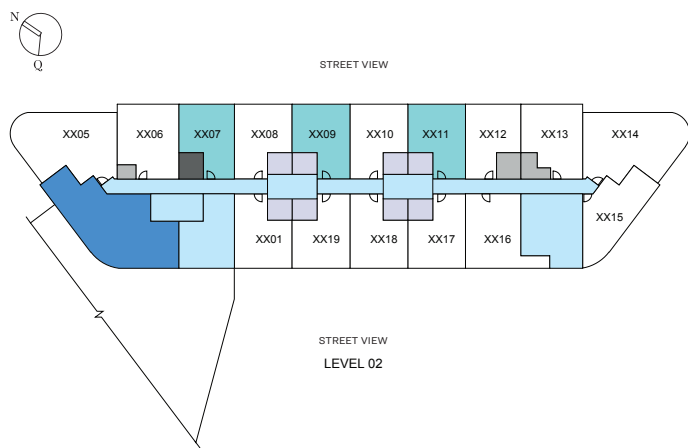 N
Q
STREET VIEW
XX05 XX06 XX07 XX08 XX09 XX10 XX11 XX12 XX13 XX14
XX15
XX01 XX19 XX18 XX17 XX16
STREET VIEW
LEVEL 02